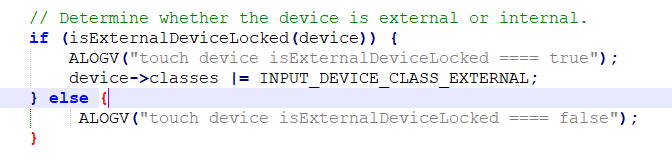 // Determine whether the device is external or internal.
if (isExternalDeviceLocked(device)) {
ALOGV("touch device isExternalDeviceLocked ==== true");
device->classes |= INPUT_DEVICE_CLASS_EXTERNAL;
} else {
ALOGV("touch device isExternalDeviceLocked ==== false");
}